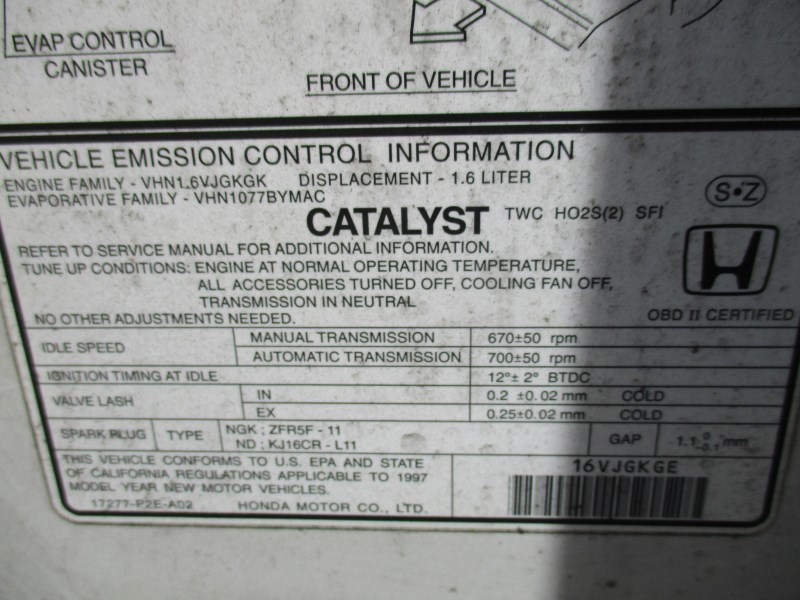 EVAP CONTROL
CANISTER
FRONT OF VEHICLE
VEHICLE EMISSION CONTROL INFORMATION
ENGINE FAMILY - VHN1.6VJGKGK DISPLACEMENT - 1.6 LITER
EVAPORATIVE FAMILY - VHN1077BYMAC
S•Z
CATALYST TWC HO2S(2) SFI
REFER TO SERVICE MANUAL FOR ADDITIONAL INFORMATION.
TUNE UP CONDITIONS: ENGINE AT NORMAL OPERATING TEMPERATURE,
ALL ACCESSORIES TURNED OFF, COOLING FAN OFF,
TRANSMISSION IN NEUTRAL
NO OTHER ADJUSTMENTS NEEDED.
OBD II CERTIFIED
IDLE SPEED MANUAL TRANSMISSION 670±50 rpm
AUTOMATIC TRANSMISSION 700±50 rpm
IGNITION TIMING AT IDLE 12°± 2° BTDC
VALVE LASH IN 0.2 ±0.02 mm COLD
EX 0.25±0.02 mm COLD
SPARK PLUG TYPE NGK : ZFR5F - 11 GAP 1.1 0 -0.1 mm
ND : KJ16CR - L11
THIS VEHICLE CONFORMS TO U.S. EPA AND STATE
OF CALIFORNIA REGULATIONS APPLICABLE TO 1997
MODEL YEAR NEW MOTOR VEHICLES.
17277-P2E-A02 HONDA MOTOR CO., LTD.
16VJGKGE